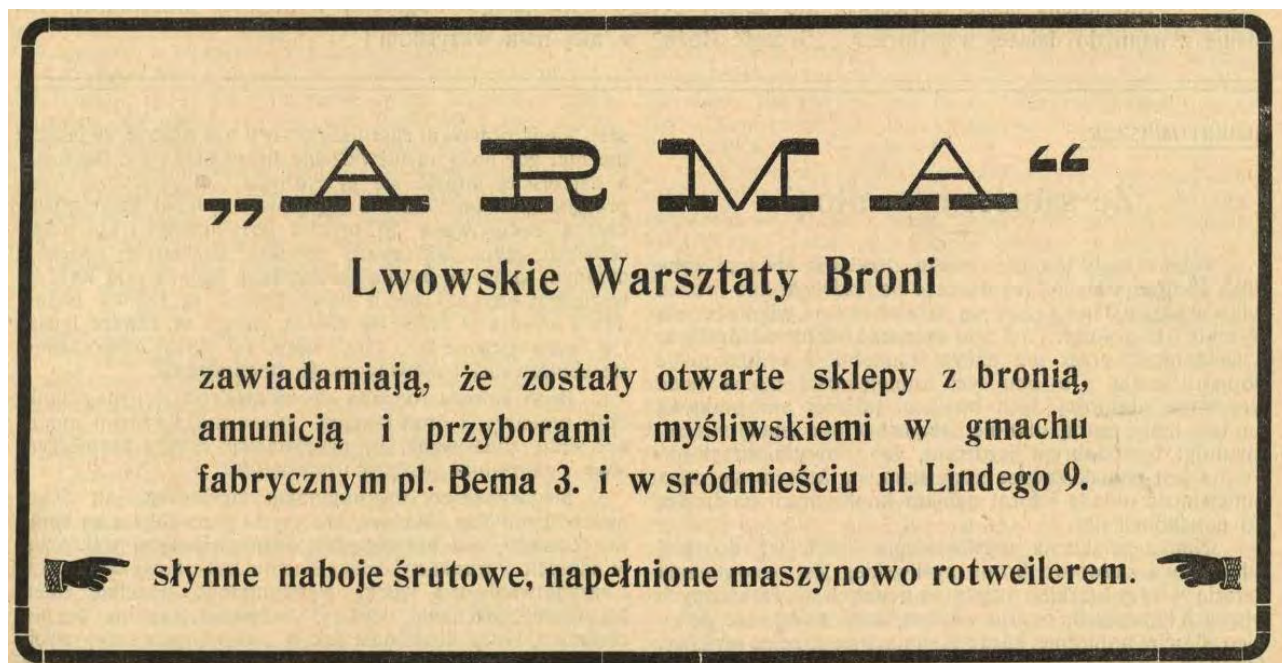 „ARMA“
Lwowskie Warsztaty Broni
zawiadamiają, że zostały otwarte sklepy z bronią,
amunicją i przyborami myśliwskiemi w gmachu
fabrycznym pl. Bema 3. i w sródmieściu ul. Lindego 9.
słynne naboje śrutowe, napełnione maszynowo rotweilerem.